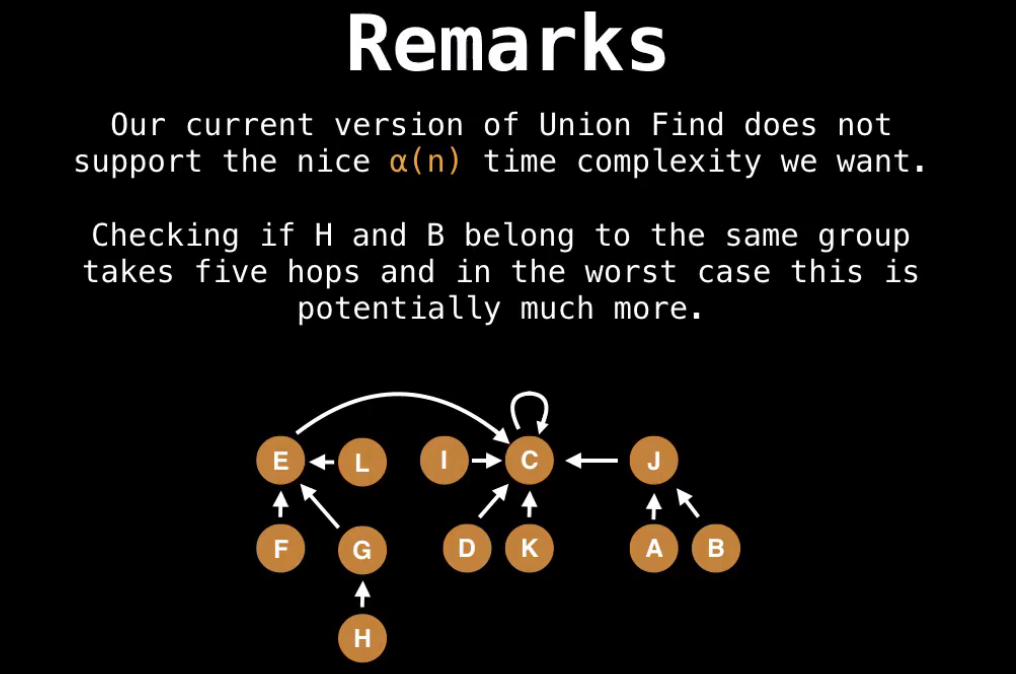 Remarks
Our current version of Union Find does not
support the nice α(n) time complexity we want.
Checking if H and B belong to the same group
takes five hops and in the worst case this is
potentially much more.
E L I C J
F G D K A B
H